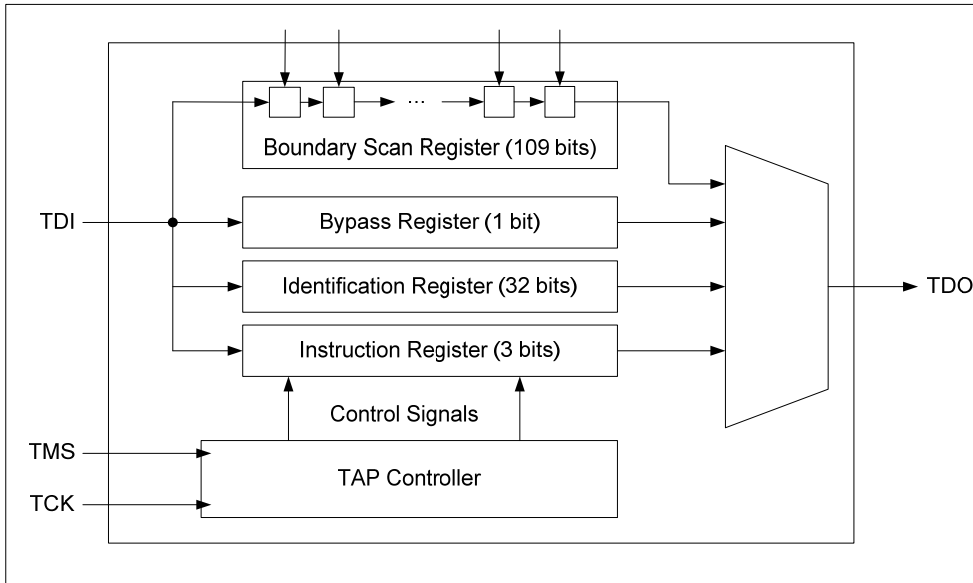 ...
Boundary Scan Register (109 bits)
TDI
Bypass Register (1 bit)
Identification Register (32 bits)
TDO
Instruction Register (3 bits)
Control Signals
TMS
TAP Controller
TCK